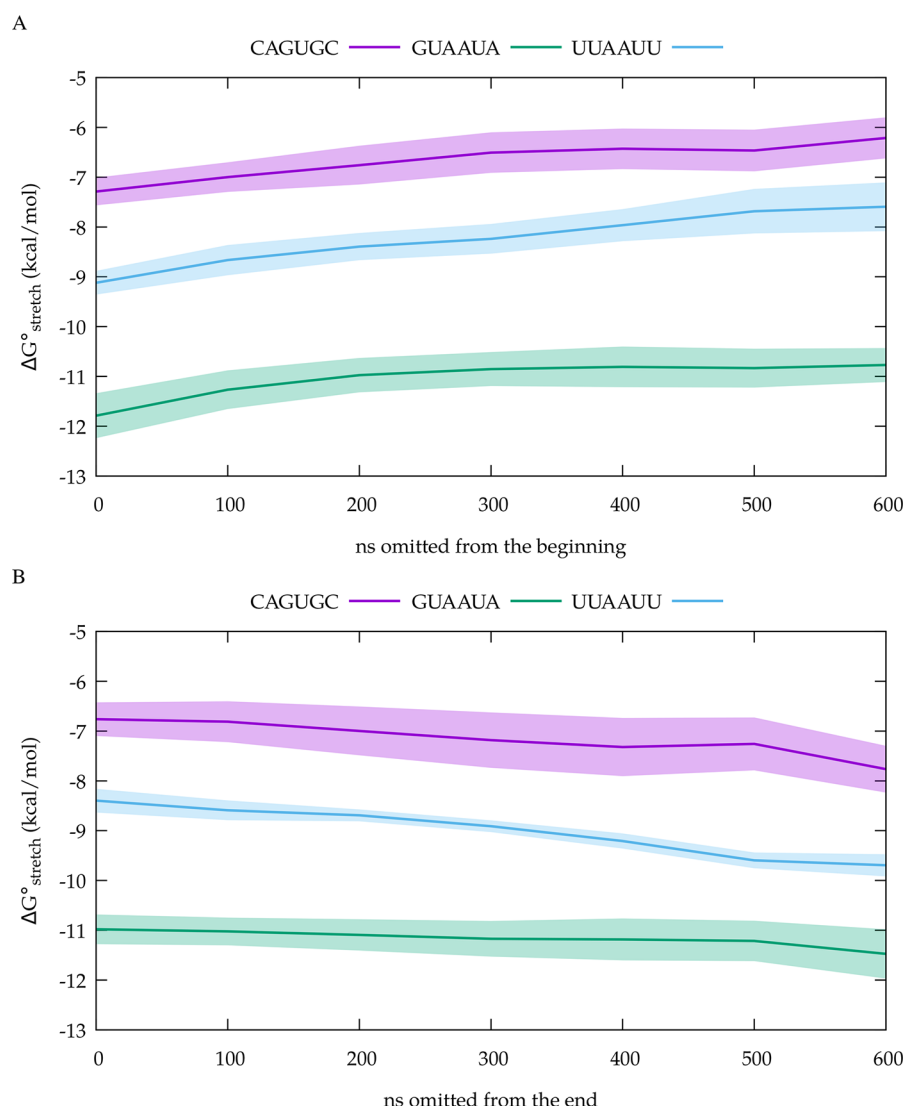 A
CAGUGC GUAAUA UUAAUU
-5
-6
-7
-8
-9
-10
-11
-12
-13
ΔG°stretch (kcal/mol)
0 100 200 300 400 500 600
ns omitted from the beginning
B
CAGUGC GUAAUA UUAAUU
-5
-6
-7
-8
-9
-10
-11
-12
-13
ΔG°stretch (kcal/mol)
0 100 200 300 400 500 600
ns omitted from the end